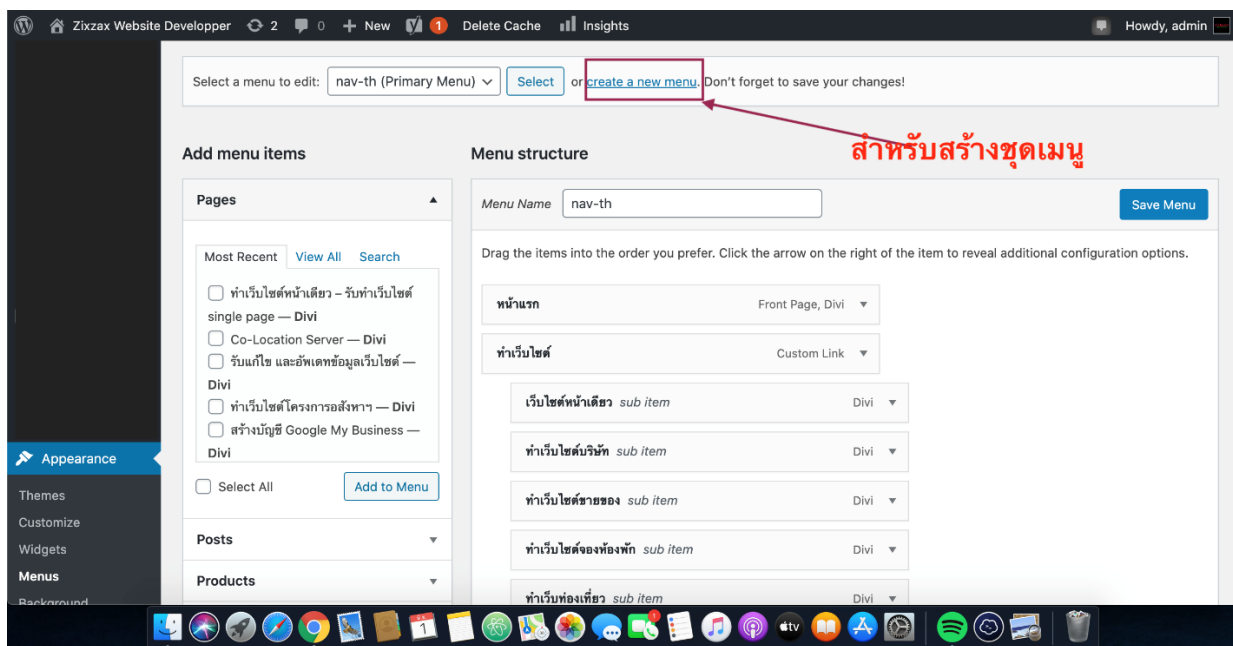 Zixzax Website Developper 2 0 New 1 Delete Cache Insights Howdy, admin
Select a menu to edit: nav-th (Primary Menu) Select or create a new menu. Don't forget to save your changes!
สำหรับสร้างชุดเมนู
Add menu items
Menu structure
Pages
Menu Name nav-th Save Menu
Most Recent View All Search
Drag the items into the order you prefer. Click the arrow on the right of the item to reveal additional configuration options.
ทำเว็บไซต์หน้าเดียว – รับทำเว็บไซต์
single page — Divi
Co-Location Server — Divi
รับแก้ไข และอัพเดทข้อมูลเว็บไซต์ —
Divi
ทำเว็บไซต์โครงการอสังหาฯ — Divi
สร้างบัญชี Google My Business —
Divi
Select All Add to Menu
Posts
Products
หน้าแรก Front Page, Divi
ทำเว็บไซต์ Custom Link
เว็บไซต์หน้าเดียว sub item Divi
ทำเว็บไซต์บริษัท sub item Divi
ทำเว็บไซต์ขายของ sub item Divi
ทำเว็บไซต์จองห้องพัก sub item Divi
ทำเว็บท่องเที่ยว sub item Divi
Appearance
Themes
Customize
Widgets
Menus
Background
1
tv